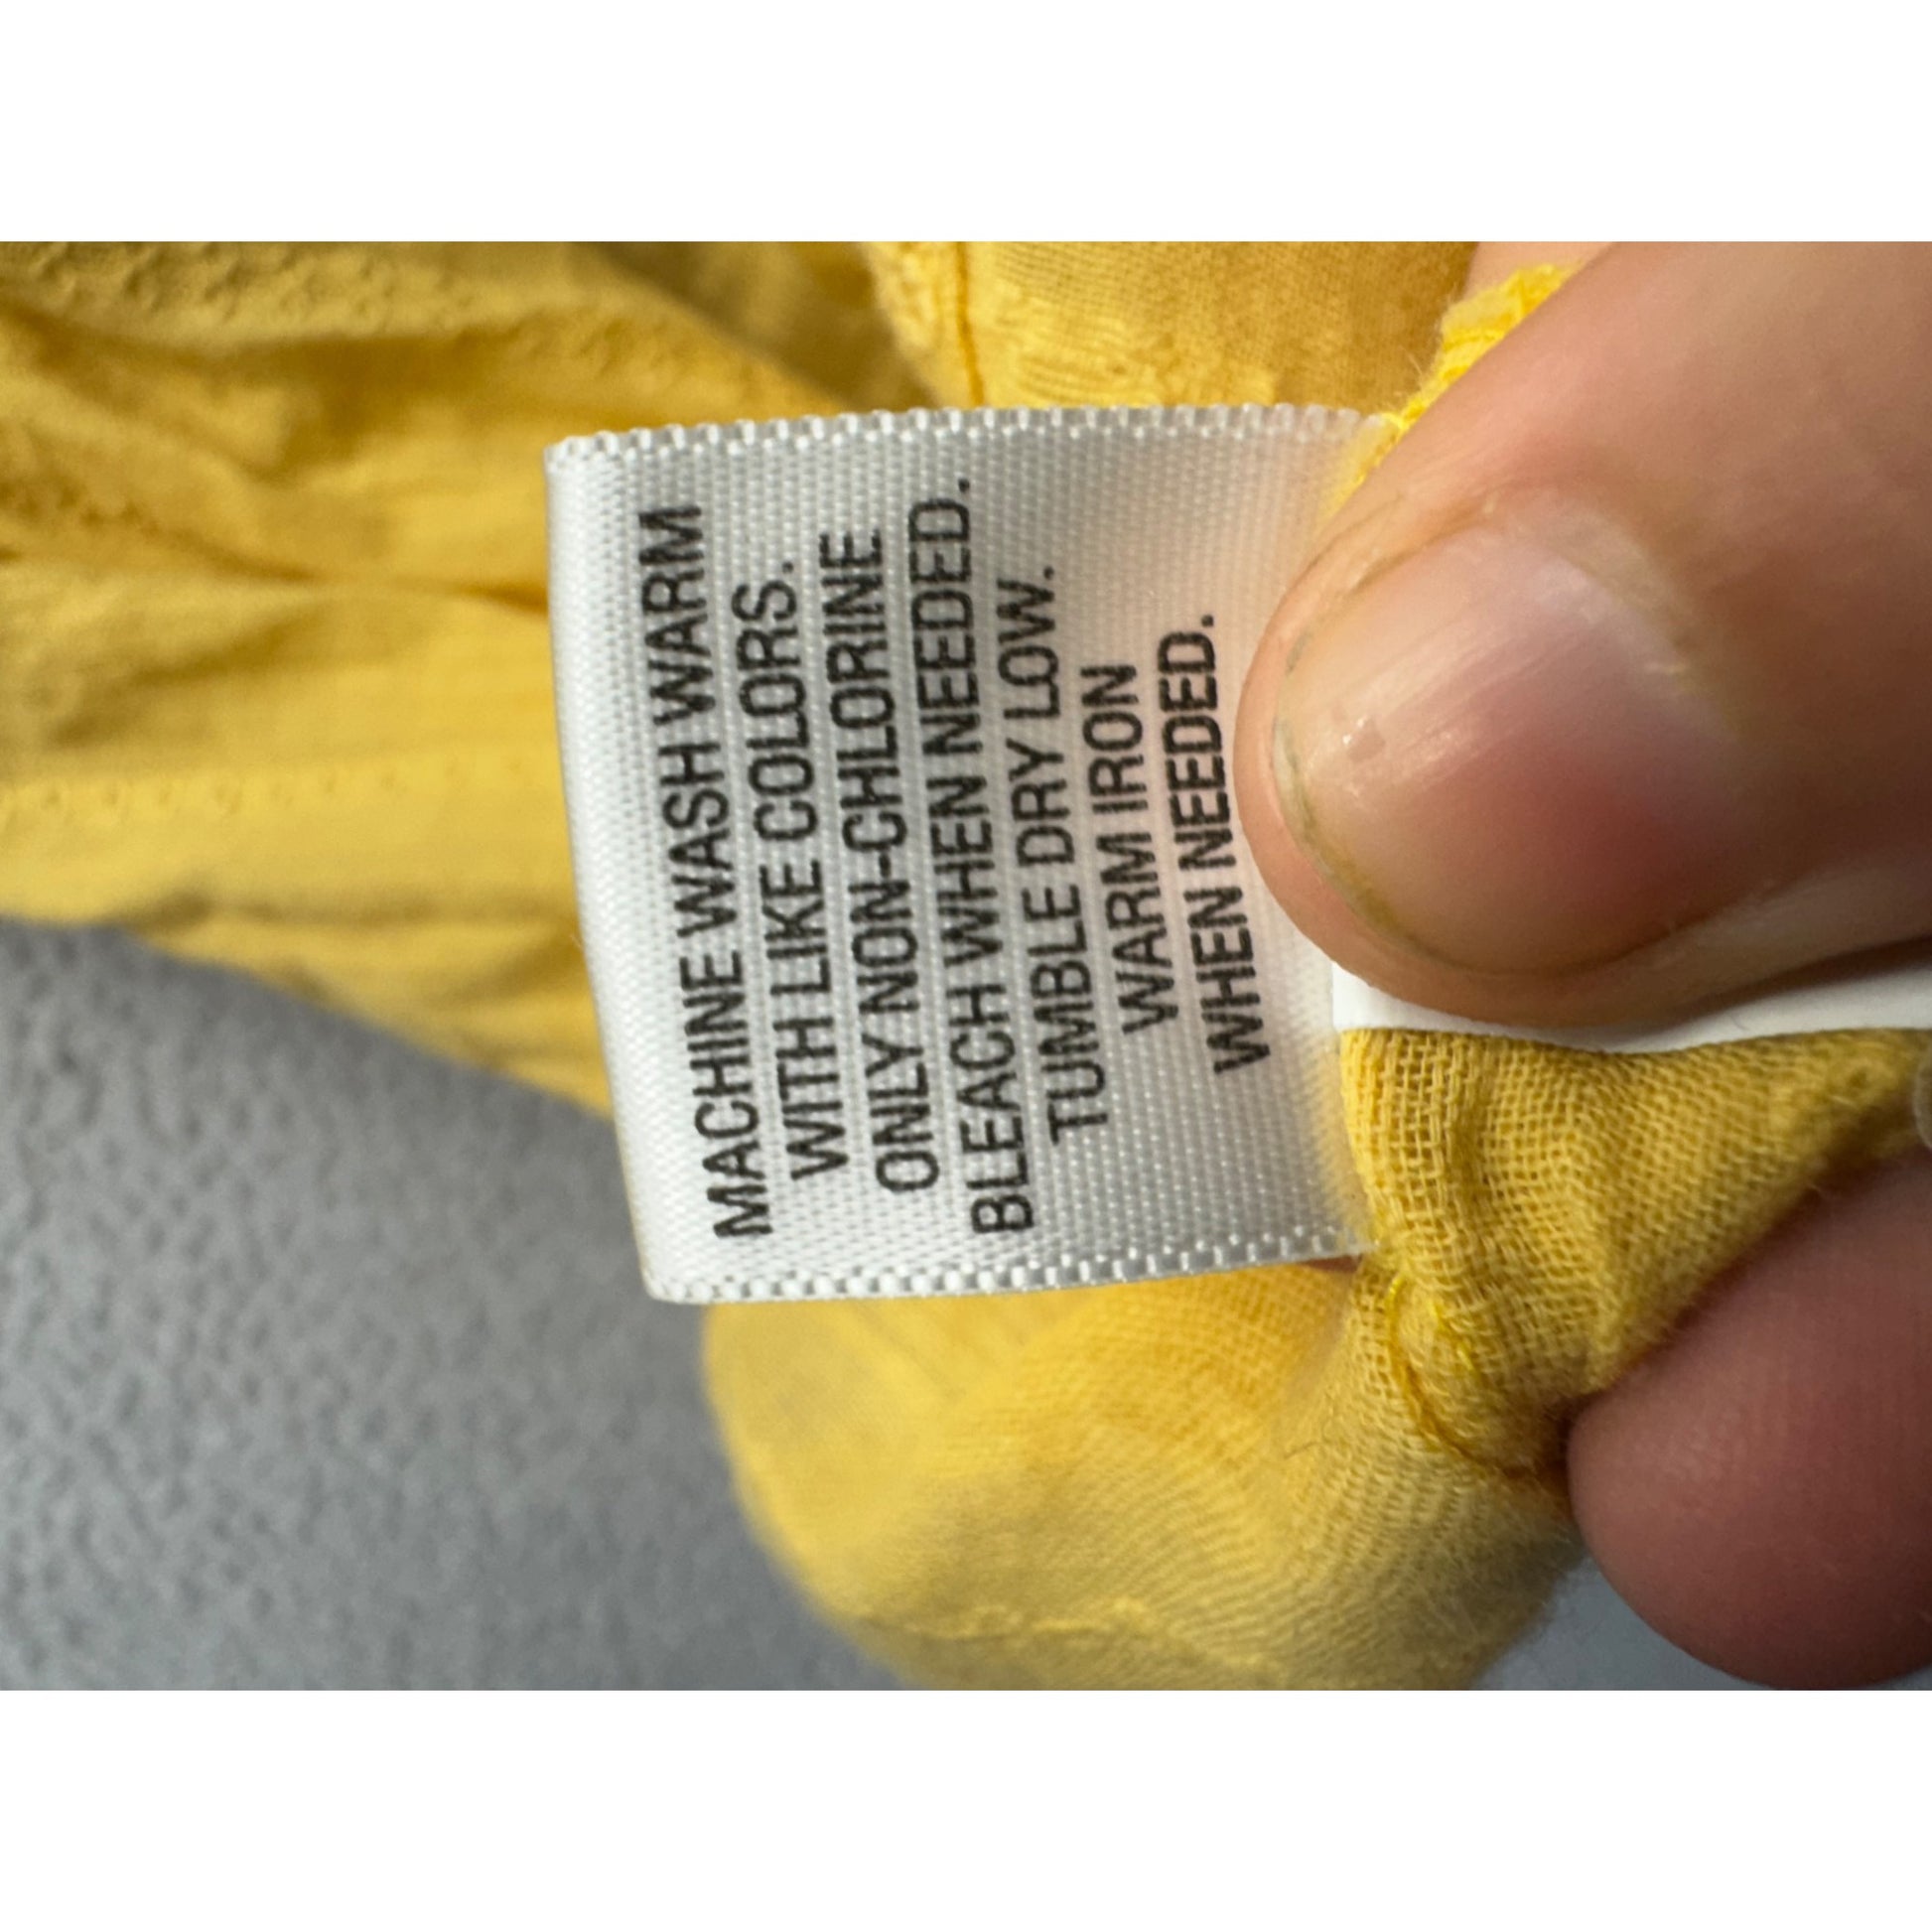 MACHINE WASH WARM
WITH LIKE COLORS.
ONLY NON-CHLORINE
BLEACH WHEN NEEDED.
TUMBLE DRY LOW.
WARM IRON
WHEN NEEDED.